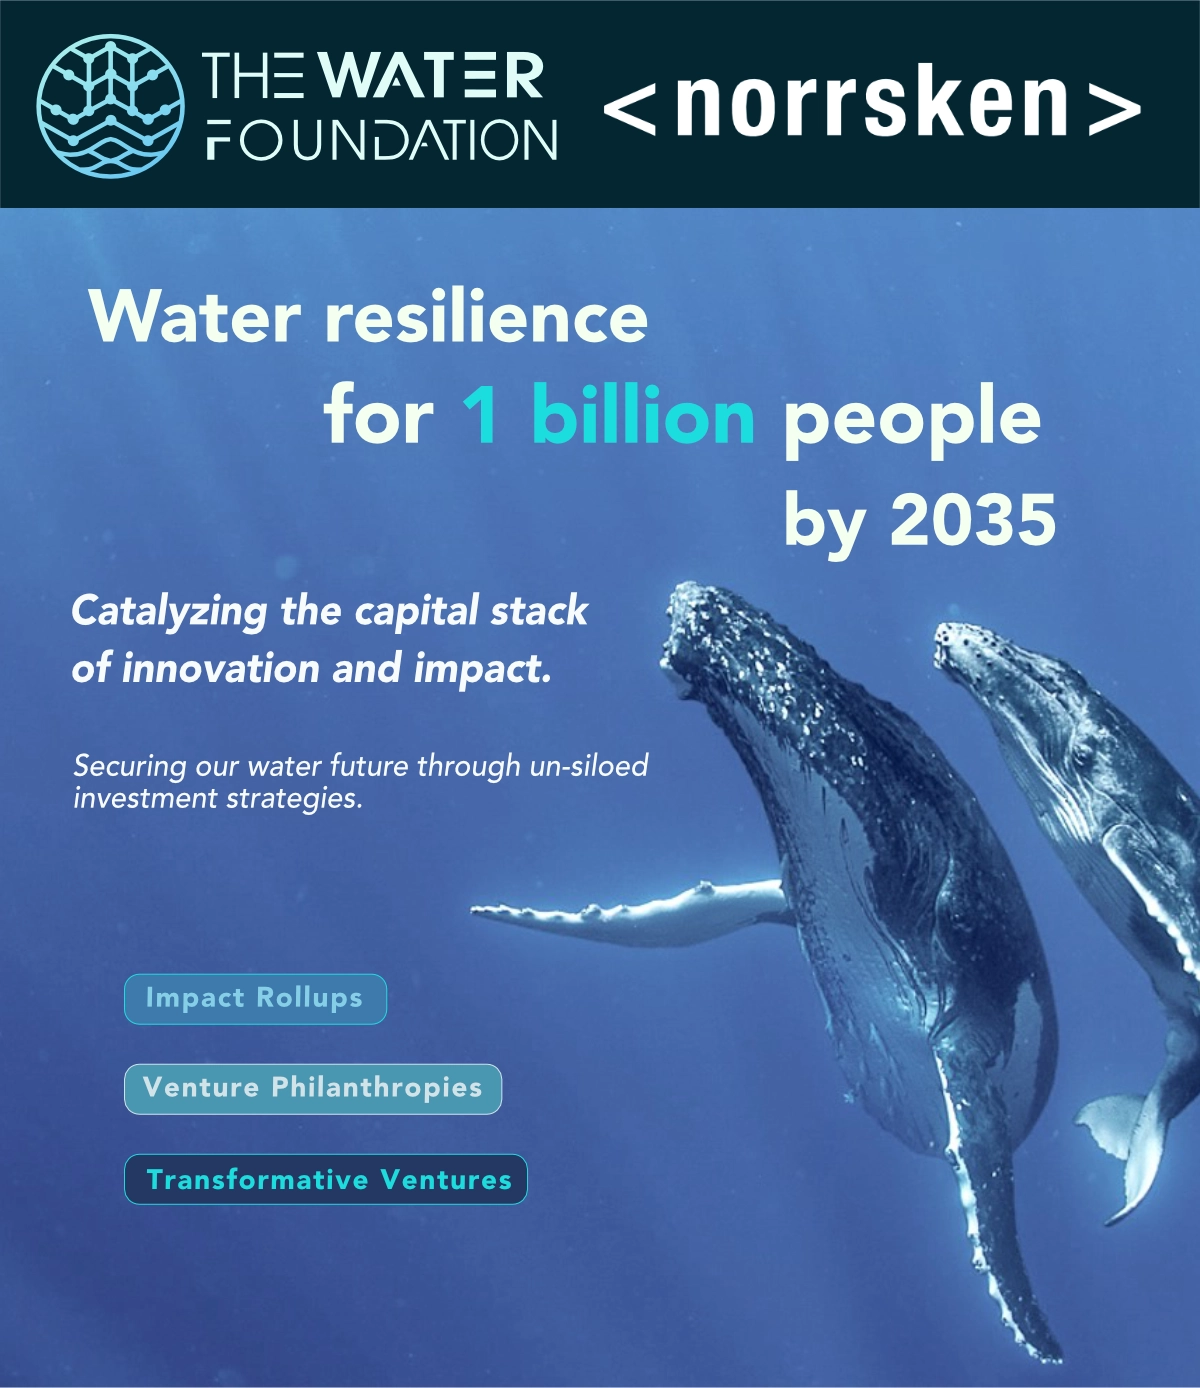 THE WATER
FOUNDATION
<norrsken>
Water resilience
for 1 billion people
by 2035
Catalyzing the capital stack
of innovation and impact.
Securing our water future through un-siloed
investment strategies.
Impact Rollups
Venture Philanthropies
Transformative Ventures